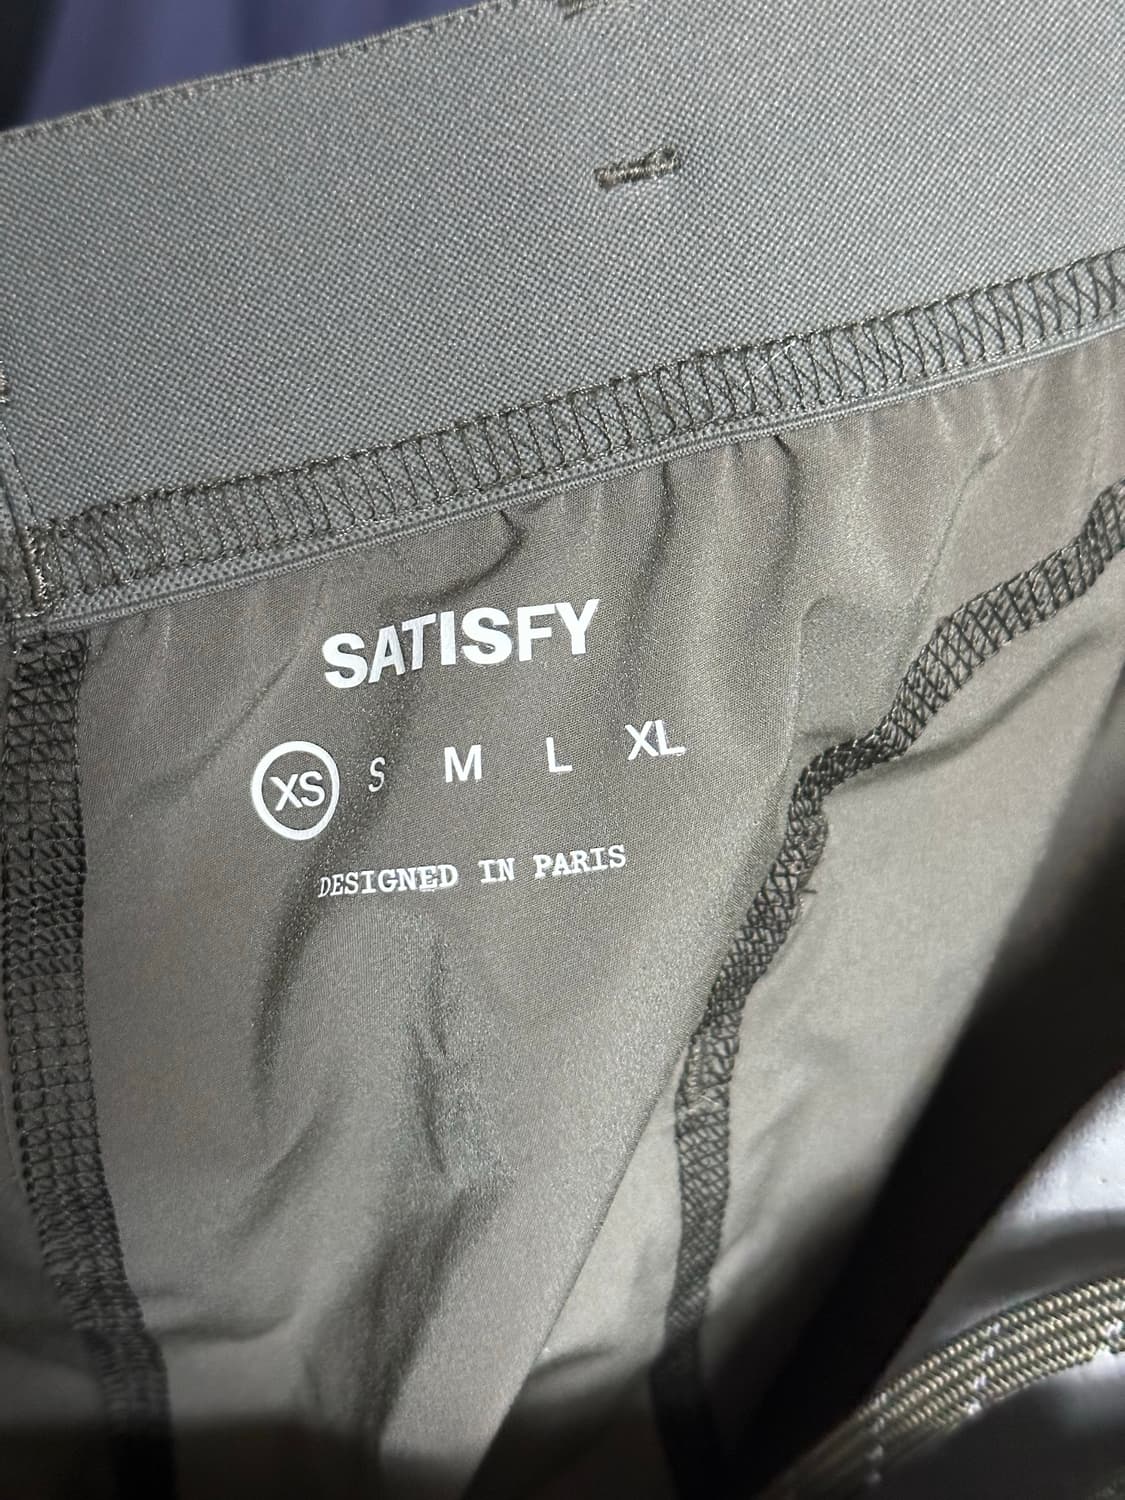 SATISFY
XS S M L XL
DESIGNED IN PARIS